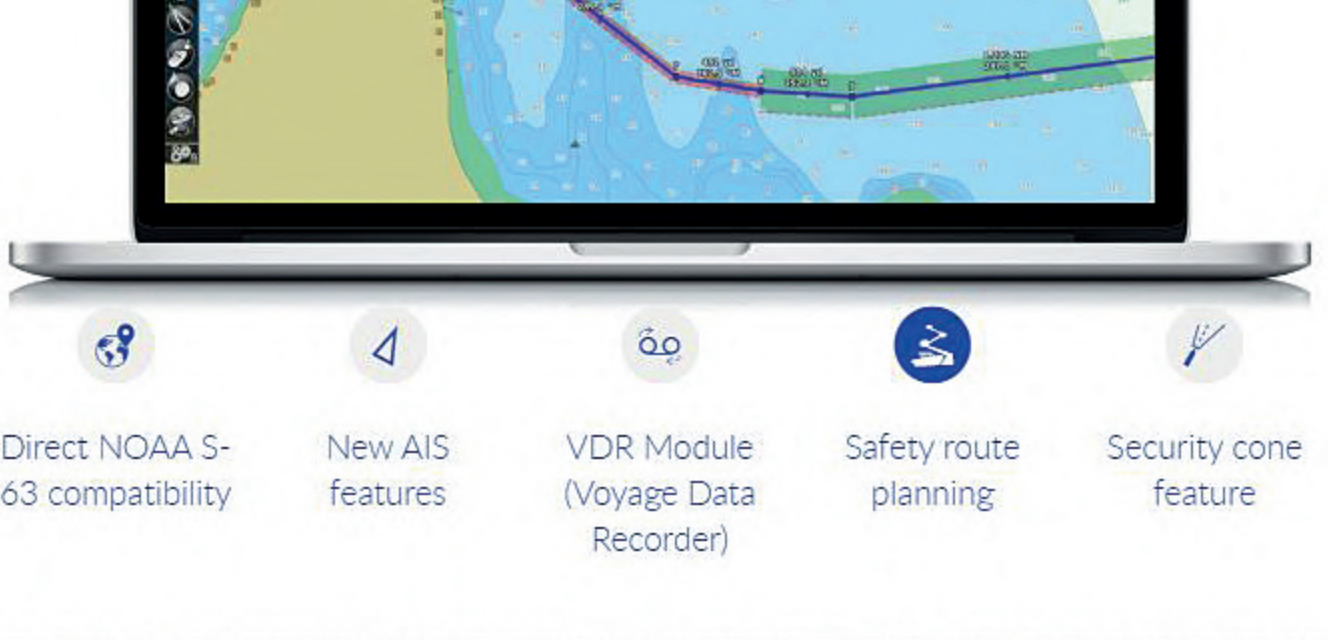 Direct NOAA S-
63 compatibility
New AIS
features
VDR Module
(Voyage Data
Recorder)
Safety route
planning
Security cone
feature